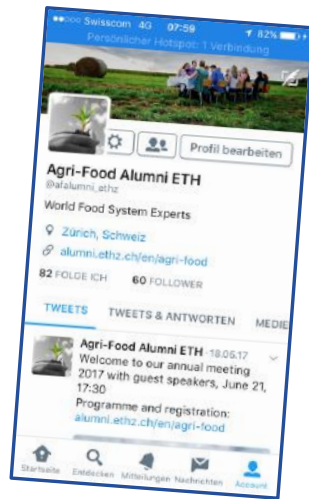 Swisscom 4G 07:59 82%
Persönlicher Hotspot: 1 Verbindung
Profil bearbeiten
Agri-Food Alumni ETH
@afalumni_ethz
World Food System Experts
Zürich, Schweiz
alumni.ethz.ch/en/agri-food
82 FOLGE ICH 60 FOLLOWER
TWEETS TWEETS & ANTWORTEN MEDIE
Agri-Food Alumni ETH · 18.05.17
Welcome to our annual meeting
2017 with guest speakers, June 21,
17:30
Programme and registration:
alumni.ethz.ch/en/agri-food
Startseite Entdecken Mitteilungen Nachrichten Account